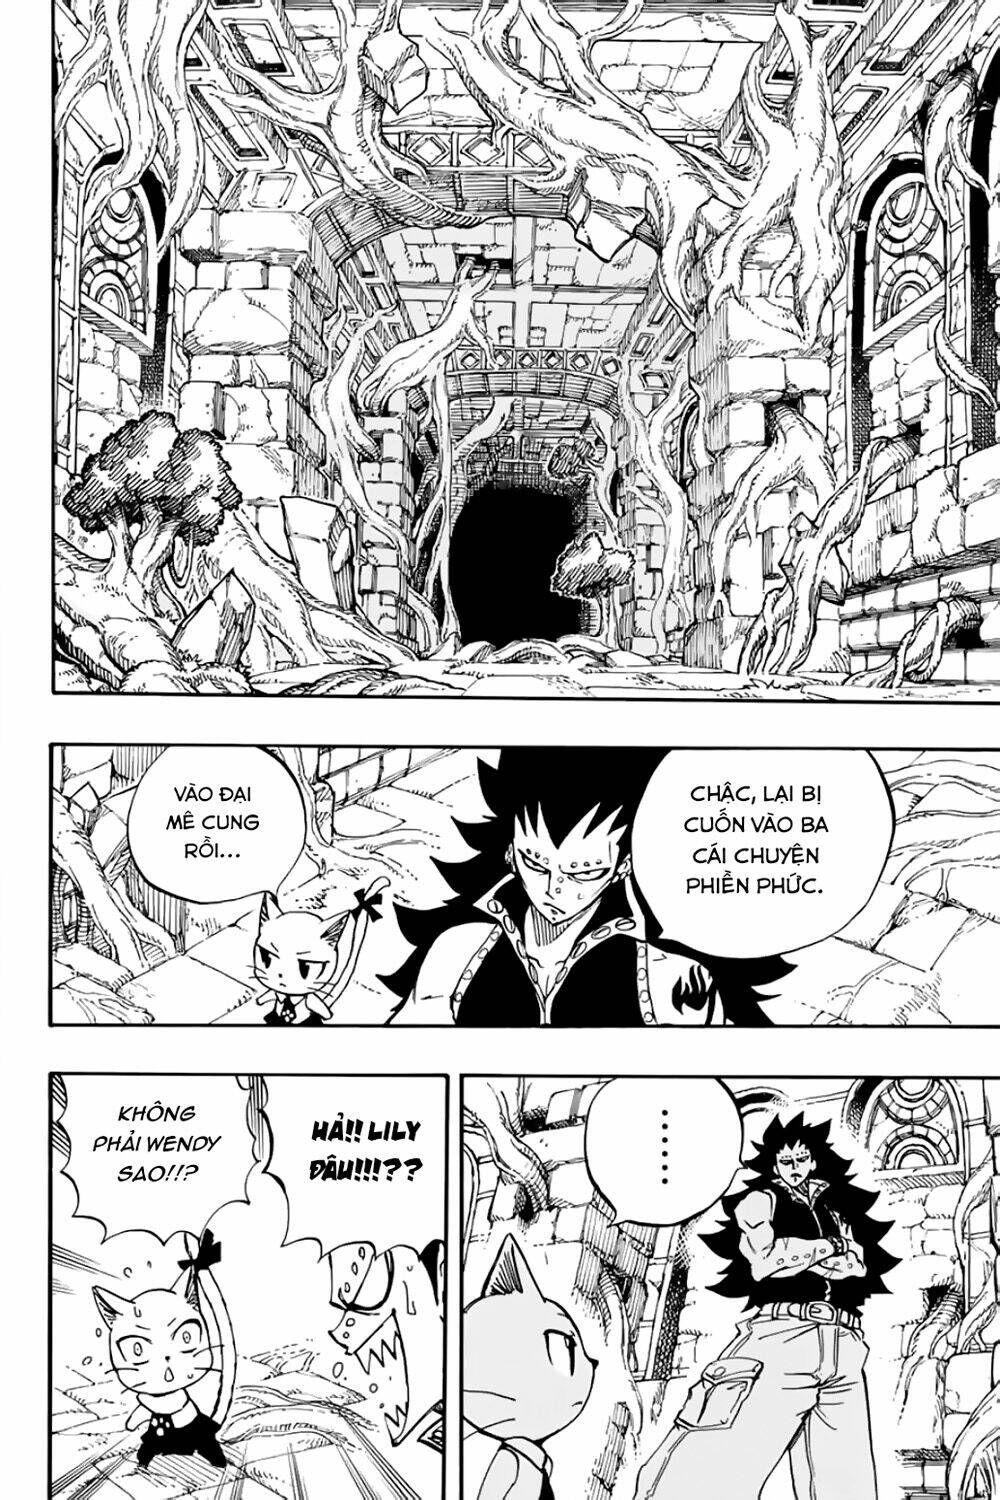 CHẬC, LẠI BỊ
CUỐN VÀO BA
CÁI CHUYỆN
PHIỀN PHỨC.
VÀO ĐẠI
MÊ CUNG
RỒI...
......
HẢ!! LILY
ĐÂU!!!??
KHÔNG
PHẢI WENDY
SAO!!?